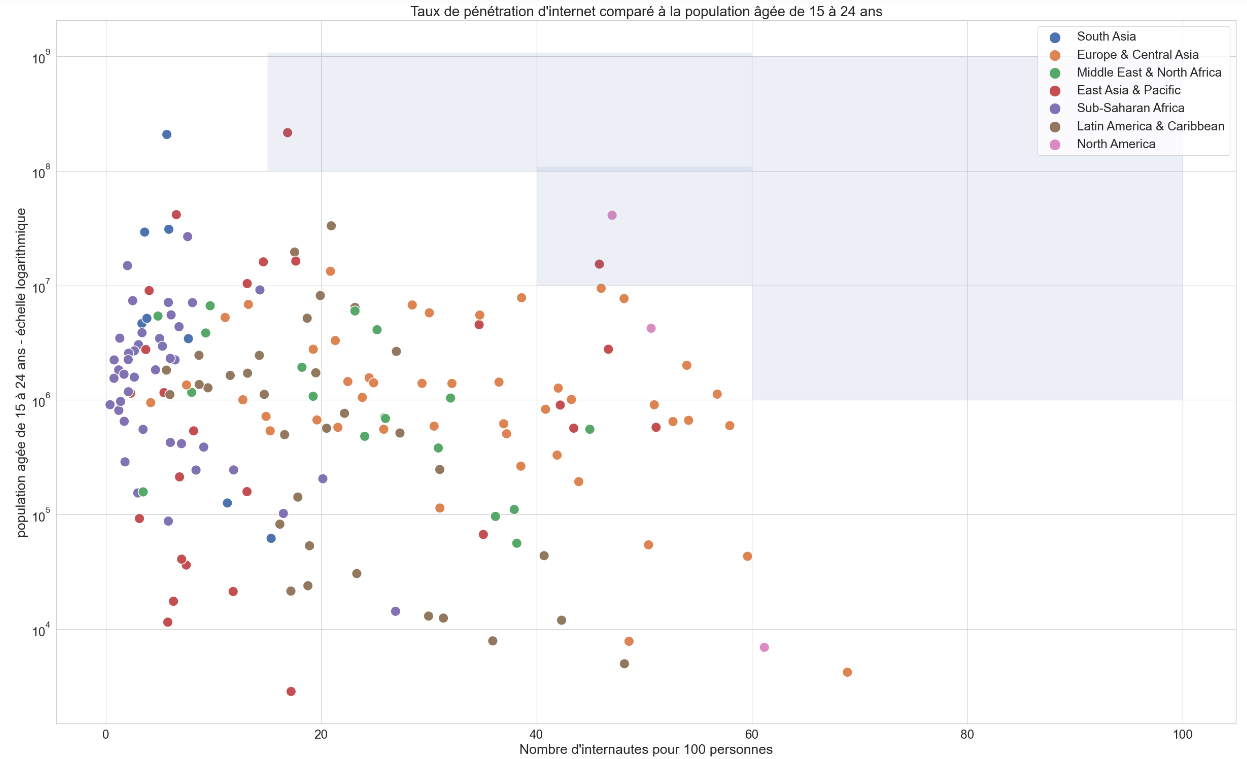 Taux de pénétration d'internet comparé à la population âgée de 15 à 24 ans
South Asia
Europe & Central Asia
Middle East & North Africa
East Asia & Pacific
Sub-Saharan Africa
Latin America & Caribbean
North America
population agée de 15 à 24 ans - échelle logarithmique
10⁹
10⁸
10⁷
10⁶
10⁵
10⁴
0 20 40 60 80 100
Nombre d'internautes pour 100 personnes